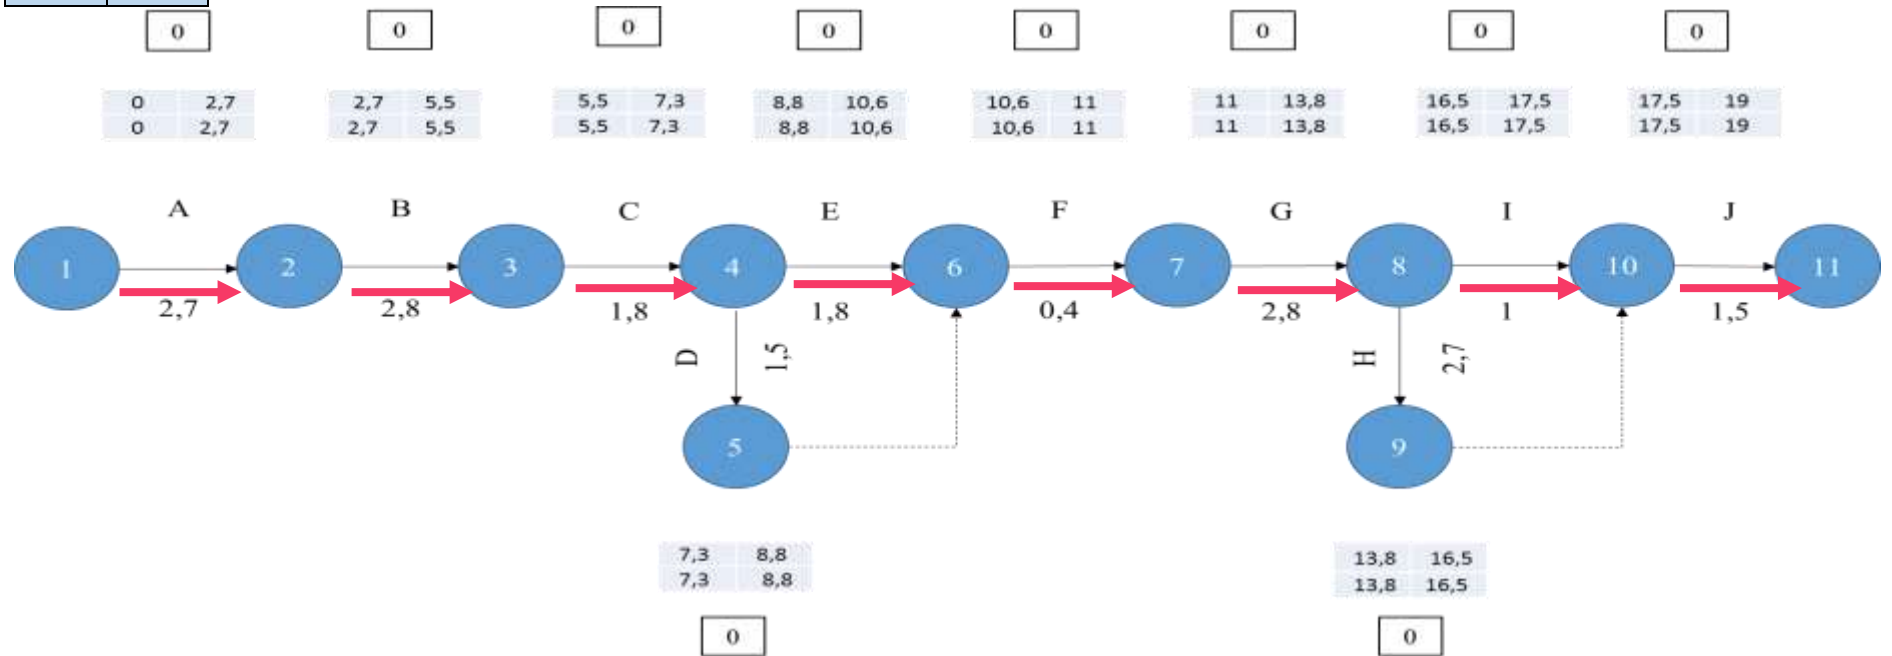 0 0 0 0 0 0 0 0
0 2,7 2,7 5,5 5,5 7,3 8,8 10,6 10,6 11 11 13,8 16,5 17,5 17,5 19
0 2,7 2,7 5,5 5,5 7,3 8,8 10,6 10,6 11 11 13,8 16,5 17,5 17,5 19
A B C E F G I J
1 2 3 4 6 7 8 10 11
2,7 2,8 1,8 1,8 0,4 2,8 1 1,5
D 1,5 H 2,7
5 9
7,3 8,8 13,8 16,5
7,3 8,8 13,8 16,5
0 0